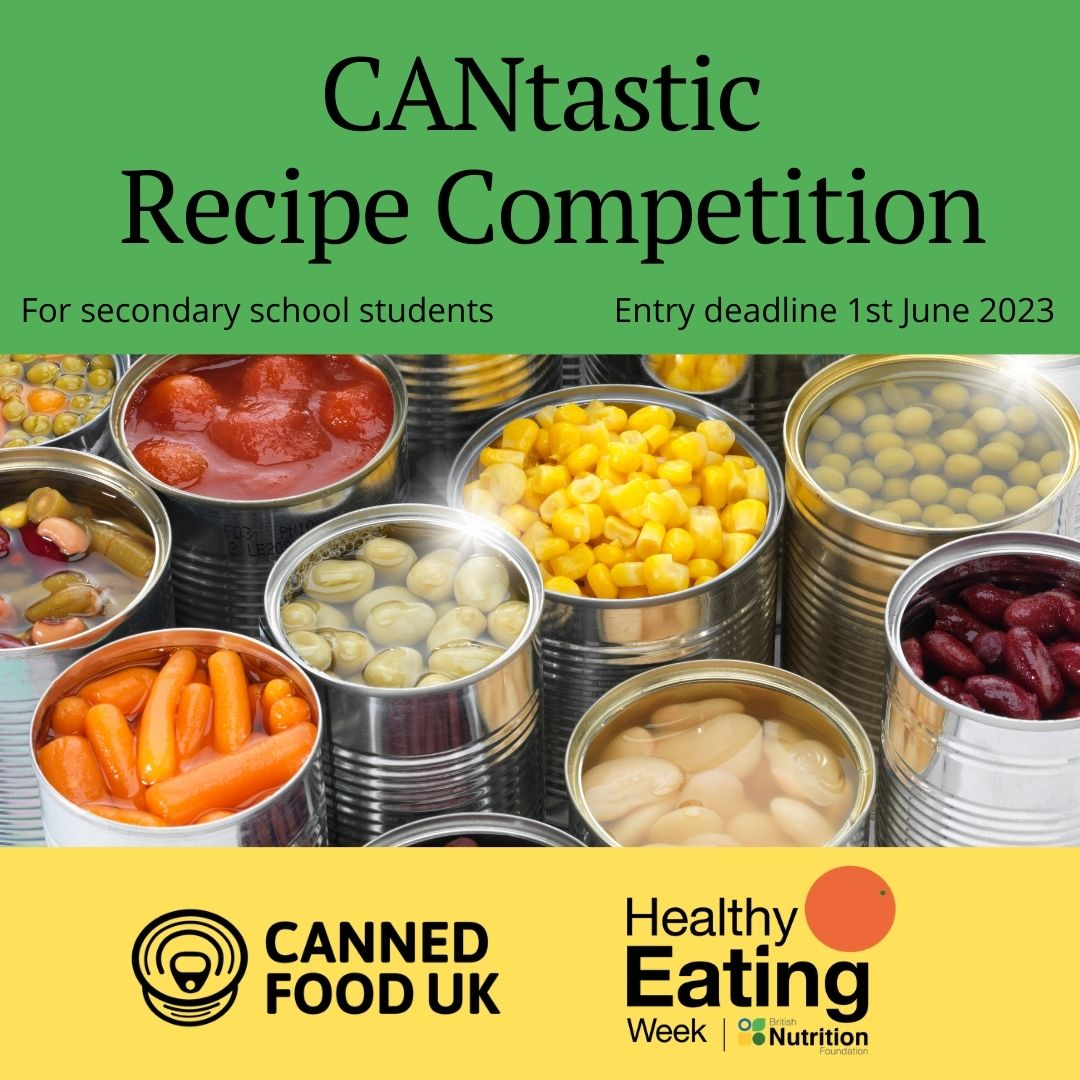 CANtastic
Recipe Competition
For secondary school students
Entry deadline 1st June 2023
CANNED
FOOD UK
Healthy
Eating
Week
British
Nutrition
Foundation